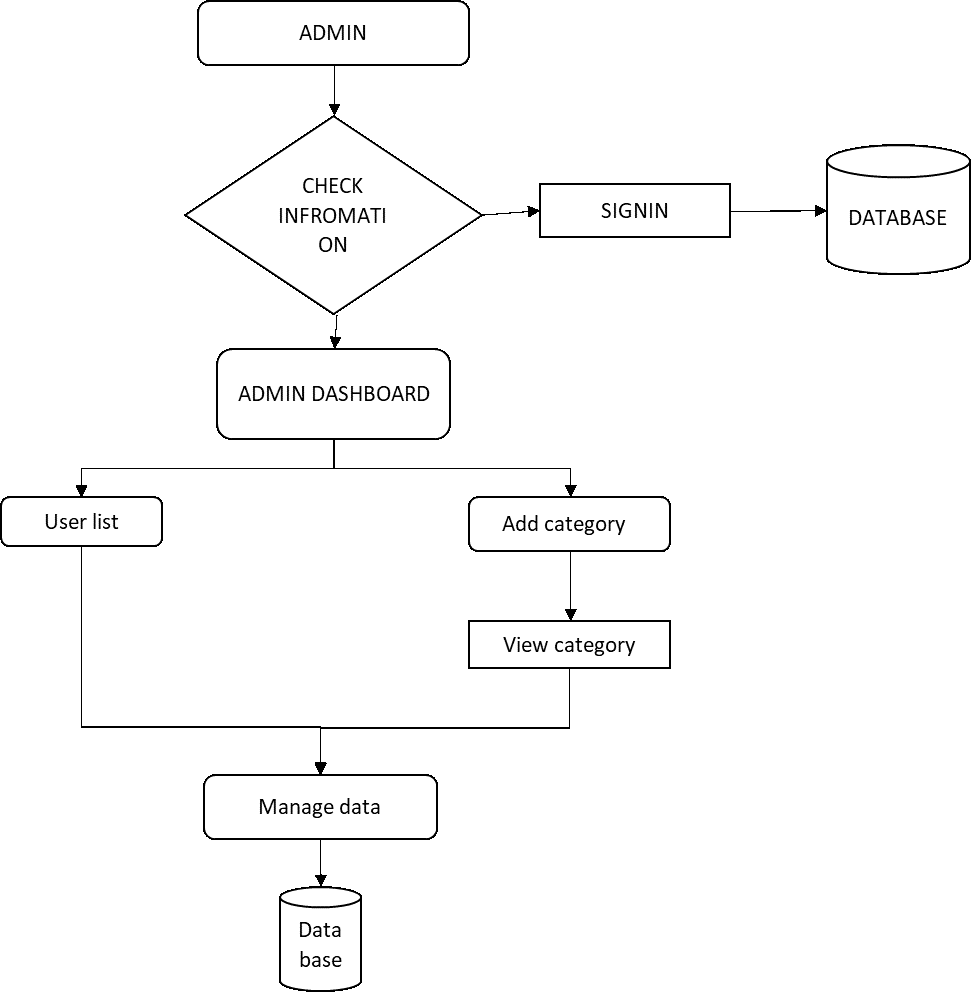 ADMIN
CHECK
INFROMATI
ON
SIGNIN
DATABASE
ADMIN DASHBOARD
User list
Add category
View category
Manage data
Data
base